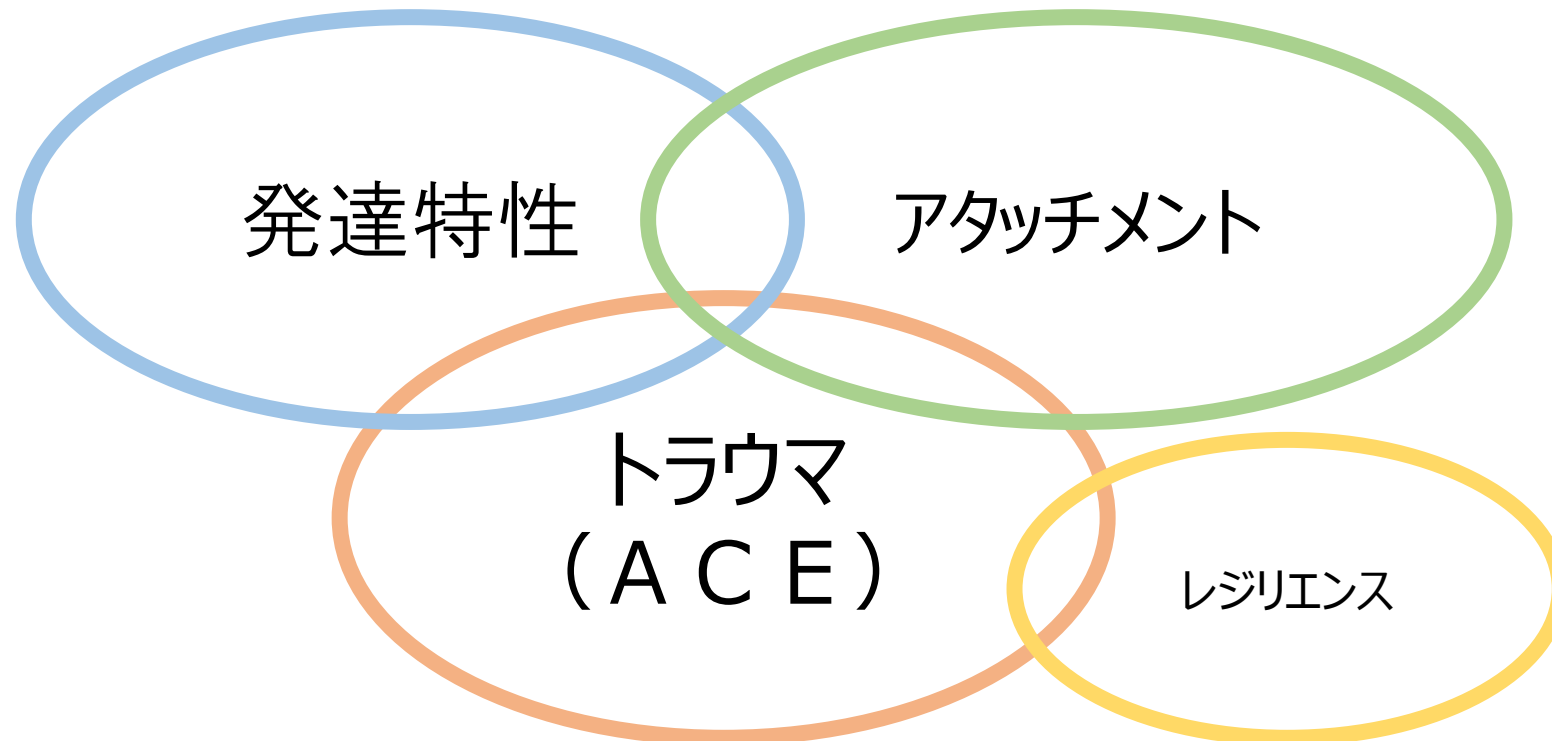 発達特性
アタッチメント
トラウマ
（ＡＣＥ）
レジリエンス